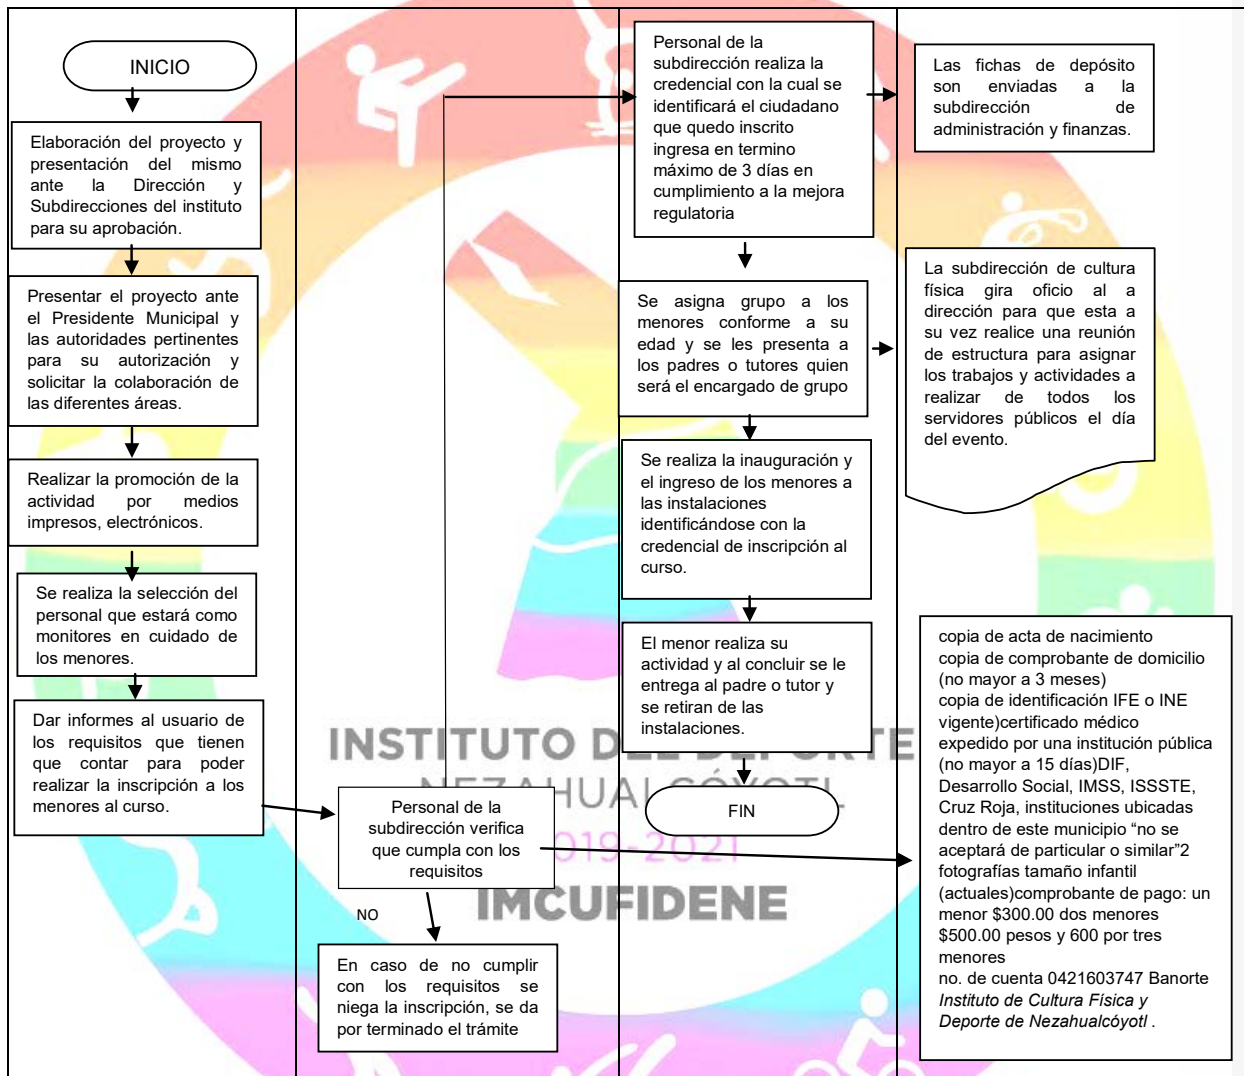 INICIO
Elaboración del proyecto y
presentación del mismo
ante la Dirección y
Subdirecciones del instituto
para su aprobación.
Presentar el proyecto ante
el Presidente Municipal y
las autoridades pertinentes
para su autorización y
solicitar la colaboración de
las diferentes áreas.
Realizar la promoción de la
actividad por medios
impresos, electrónicos.
Se realiza la selección del
personal que estará como
monitores en cuidado de
los menores.
Dar informes al usuario de
los requisitos que tienen
que contar para poder
realizar la inscripción a los
menores al curso.
Personal de la
subdirección verifica
que cumpla con los
requisitos
NO
En caso de no cumplir
con los requisitos se
niega la inscripción, se da
por terminado el trámite
Personal de la
subdirección realiza la
credencial con la cual se
identificará el ciudadano
que quedo inscrito
ingresa en termino
máximo de 3 días en
cumplimiento a la mejora
regulatoria
Se asigna grupo a los
menores conforme a su
edad y se les presenta a
los padres o tutores quien
será el encargado de grupo
Se realiza la inauguración y
el ingreso de los menores a
las instalaciones
identificándose con la
credencial de inscripción al
curso.
El menor realiza su
actividad y al concluir se le
entrega al padre o tutor y
se retiran de las
instalaciones.
FIN
Las fichas de depósito
son enviadas a la
subdirección de
administración y finanzas.
La subdirección de cultura
física gira oficio al a
dirección para que esta a
su vez realice una reunión
de estructura para asignar
los trabajos y actividades a
realizar de todos los
servidores públicos el día
del evento.
copia de acta de nacimiento
copia de comprobante de domicilio
(no mayor a 3 meses)
copia de identificación IFE o INE
vigente)certificado médico
expedido por una institución pública
(no mayor a 15 días)DIF,
Desarrollo Social, IMSS, ISSSTE,
Cruz Roja, instituciones ubicadas
dentro de este municipio “no se
aceptará de particular o similar”2
fotografías tamaño infantil
(actuales)comprobante de pago: un
menor $300.00 dos menores
$500.00 pesos y 600 por tres
menores
no. de cuenta 0421603747 Banorte
Instituto de Cultura Física y
Deporte de Nezahualcóyotl .
INSTITUTO DEL DEPORTE
NEZAHUALCÓYOTL
2019-2021
IMCUFIDENE